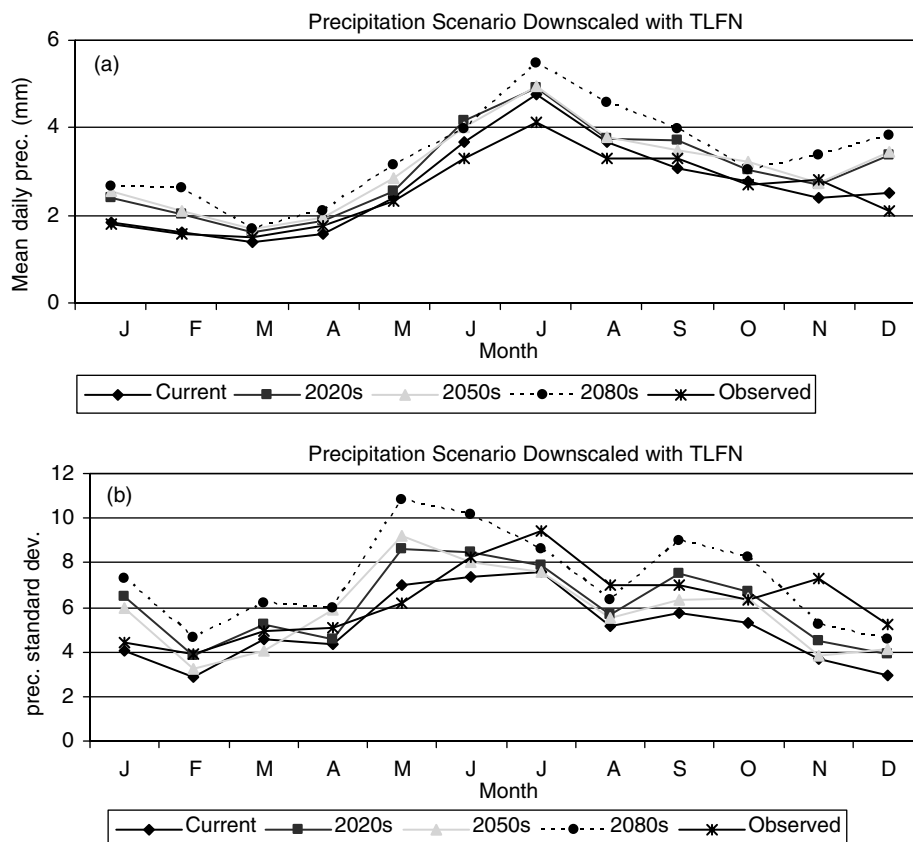 Precipitation Scenario Downscaled with TLFN
(a)
Mean daily prec. (mm)
6
4
2
0
J F M A M J J A S O N D
Month
Current 2020s 2050s 2080s Observed
Precipitation Scenario Downscaled with TLFN
(b)
prec. standard dev.
12
10
8
6
4
2
0
J F M A M J J A S O N D
Month
Current 2020s 2050s 2080s Observed